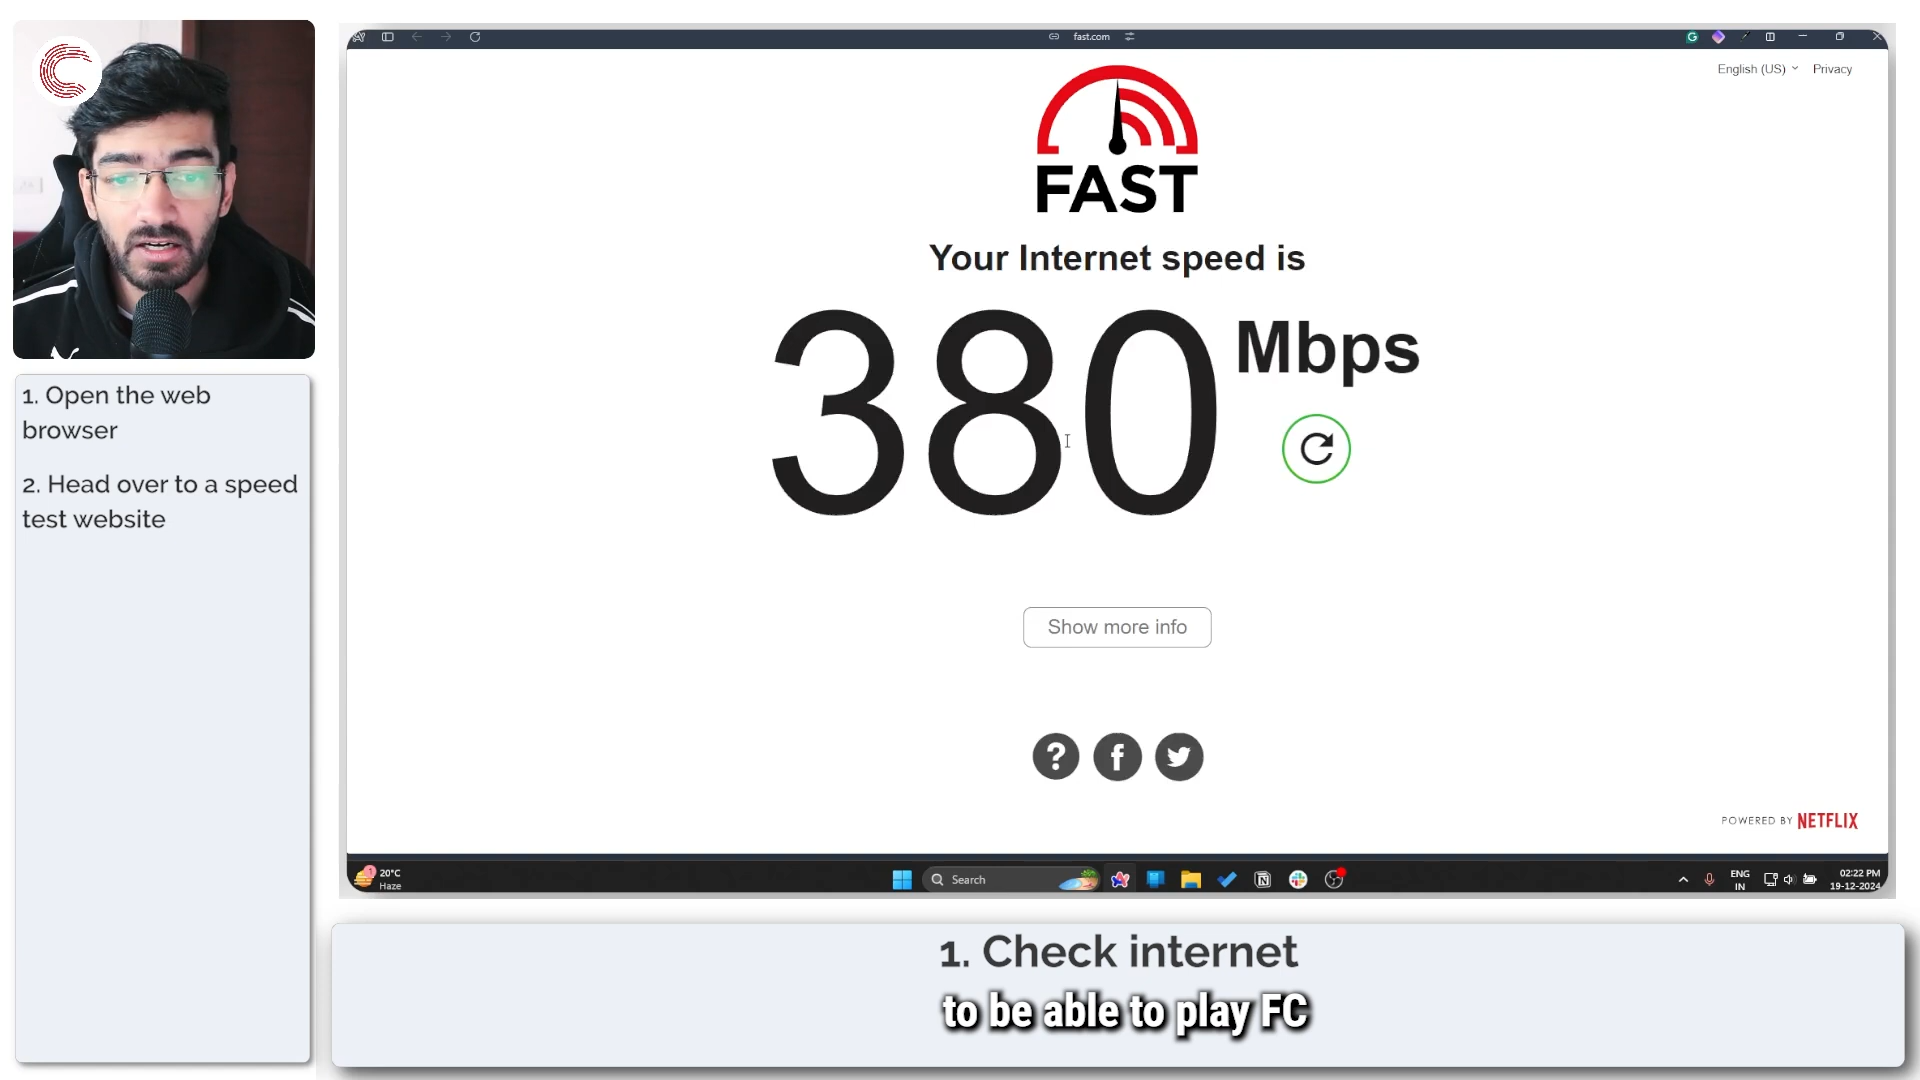 1. Open the web
browser
2. Head over to a speed
test website
fast.com
English (US)
Privacy
FAST
Your Internet speed is
380 Mbps
Show more info
POWERED BY NETFLIX
20°C
Haze
Search
ENG
IN
02:22 PM
19-12-2024
1. Check internet
to be able to play FC